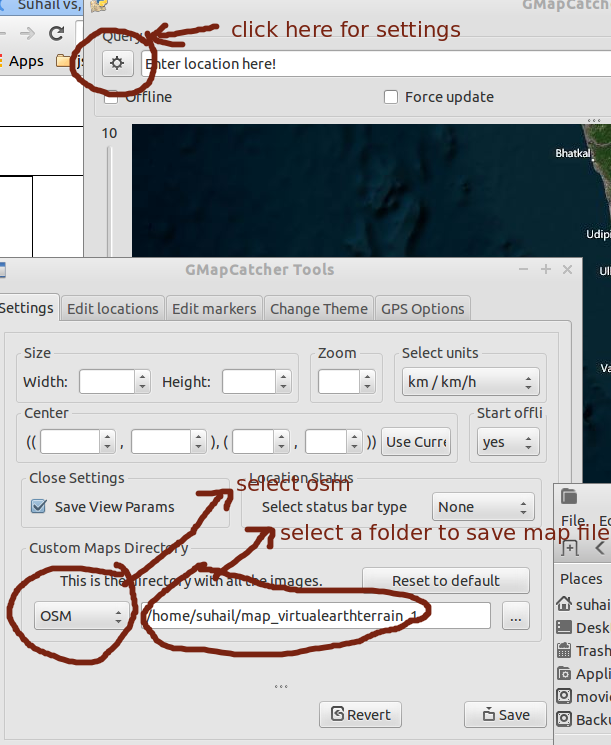 Suhail vs,
GMapCatch
Query
click here for settings
Apps
Enter location here!
Offline
Force update
10
Bhatkal
Udipi
GMapCatcher Tools
Settings
Edit locations
Edit markers
Change Theme
GPS Options
Size
Zoom
Select units
Width:
Height:
km / km/h
Center
Start offli
(( , ), ( , ))
Use Curre
yes
Close Settings
Location Status
select osm
Save View Params
Select status bar type
None
File
select a folder to save map file
Custom Maps Directory
This is the directory with all the images.
Reset to default
Places
OSM
/home/suhail/map_virtualearthterrain_1
...
suhai
Desk
Trash
Appli
movi
Backu
Revert
Save